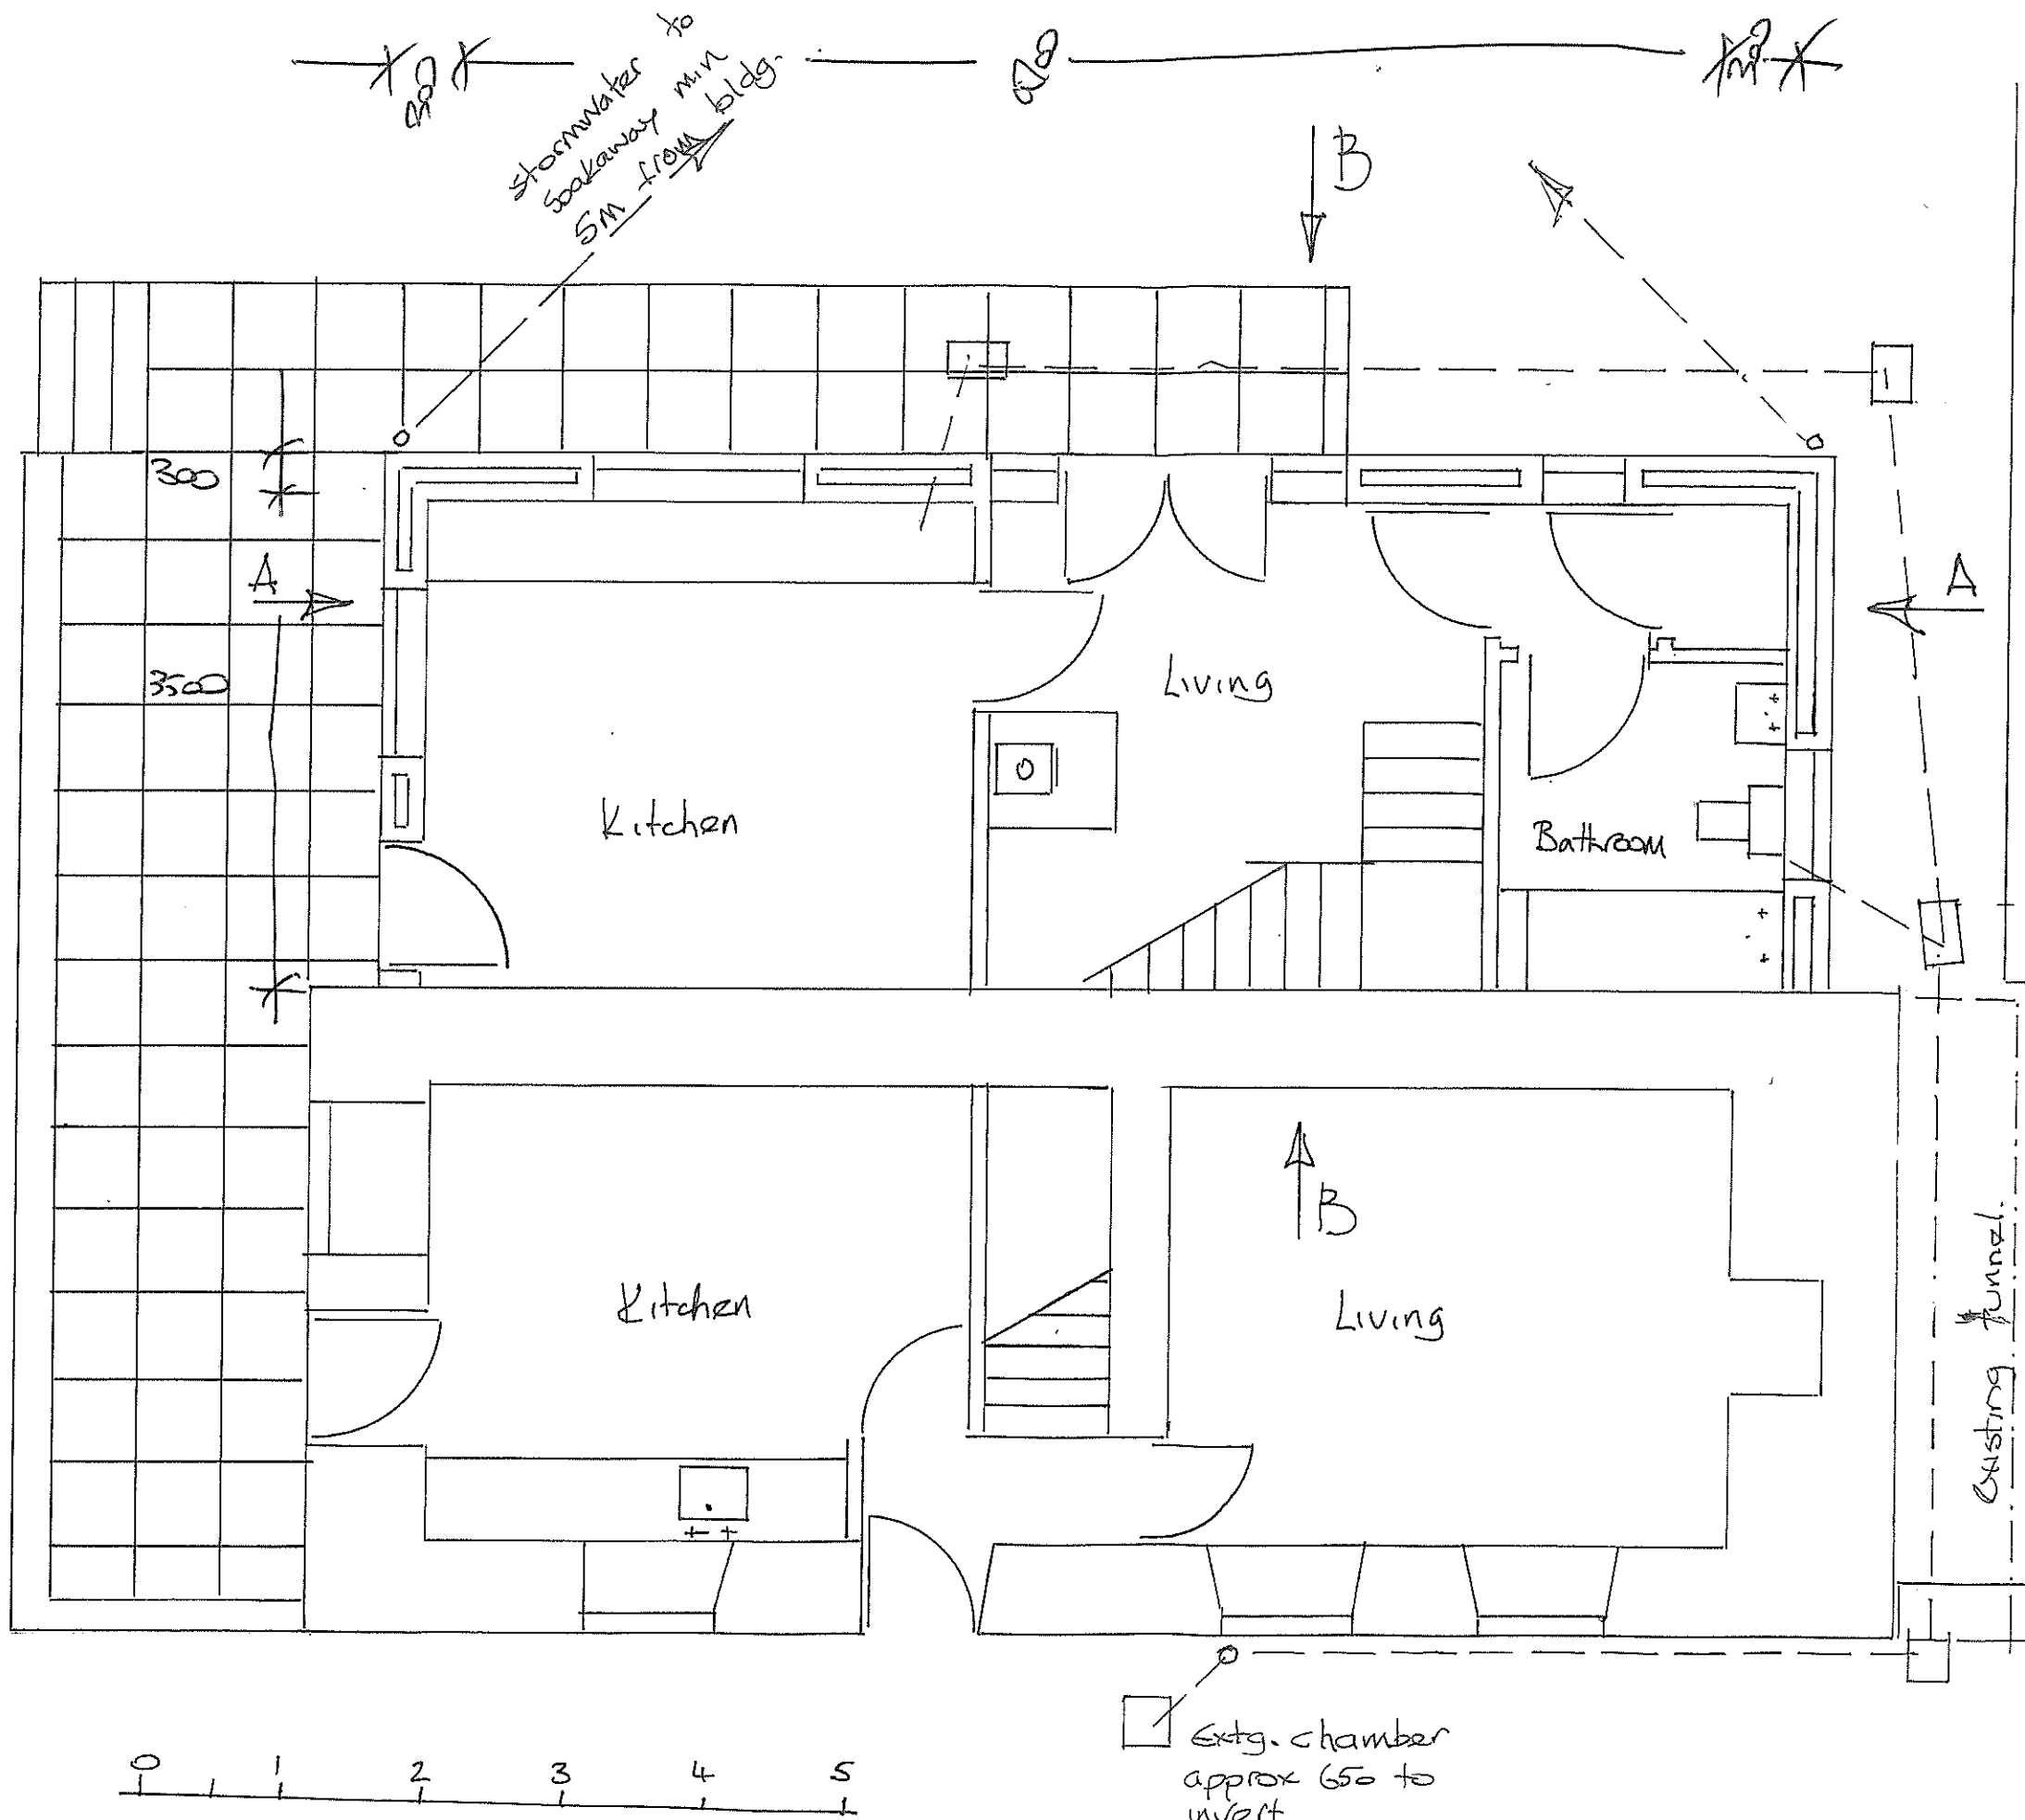 stormwater to
soakaway min
5m from bldg.
B
300
A
A
3500
Living
Kitchen
Bathroom
B
Kitchen
Living
Existing tunnel.
Extg. chamber
approx 650 to
invert
0 1 2 3 4 5